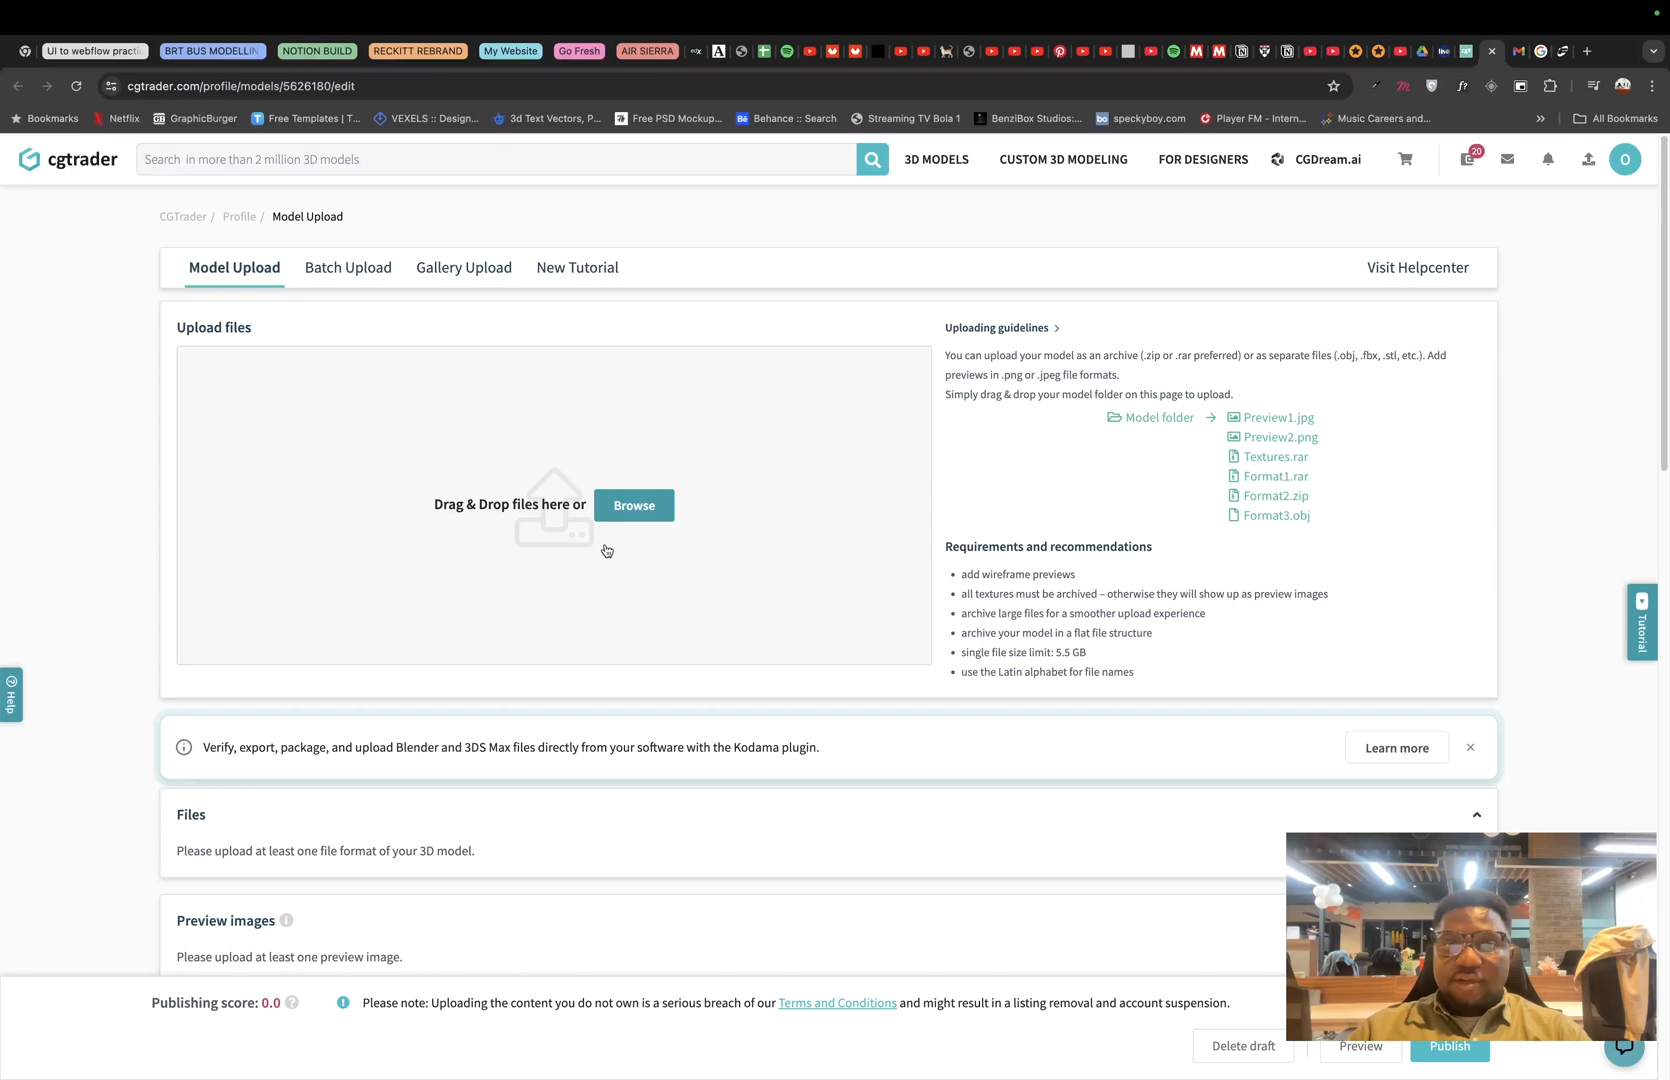 UI to webflow practi
BRT BUS MODELLIN
NOTION BUILD
RECKITT REBRAND
My Website
Go Fresh
AIR SIERRA
cgtrader.com/profile/models/5626180/edit
Bookmarks
Netflix
GraphicBurger
Free Templates | T...
VEXELS :: Design...
3d Text Vectors, P...
Free PSD Mockup...
Behance :: Search
Streaming TV Bola 1
BenziBox Studios:...
speckyboy.com
Player FM - Intern...
Music Careers and...
All Bookmarks
cgtrader
Search in more than 2 million 3D models
3D MODELS
CUSTOM 3D MODELING
FOR DESIGNERS
CGDream.ai
20
O
CGTrader / Profile / Model Upload
Model Upload
Batch Upload
Gallery Upload
New Tutorial
Visit Helpcenter
Upload files
Drag & Drop files here or
Browse
Uploading guidelines
You can upload your model as an archive (.zip or .rar preferred) or as separate files (.obj, .fbx, .stl, etc.). Add
previews in .png or .jpeg file formats.
Simply drag & drop your model folder on this page to upload.
Model folder
Preview1.jpg
Preview2.png
Textures.rar
Format1.rar
Format2.zip
Format3.obj
Requirements and recommendations
• add wireframe previews
• all textures must be archived – otherwise they will show up as preview images
• archive large files for a smoother upload experience
• archive your model in a flat file structure
• single file size limit: 5.5 GB
• use the Latin alphabet for file names
Tutorial
Help
Verify, export, package, and upload Blender and 3DS Max files directly from your software with the Kodama plugin.
Learn more
Files
Please upload at least one file format of your 3D model.
Preview images
Please upload at least one preview image.
Publishing score: 0.0
Please note: Uploading the content you do not own is a serious breach of our Terms and Conditions and might result in a listing removal and account suspension.
Delete draft
Preview
Publish